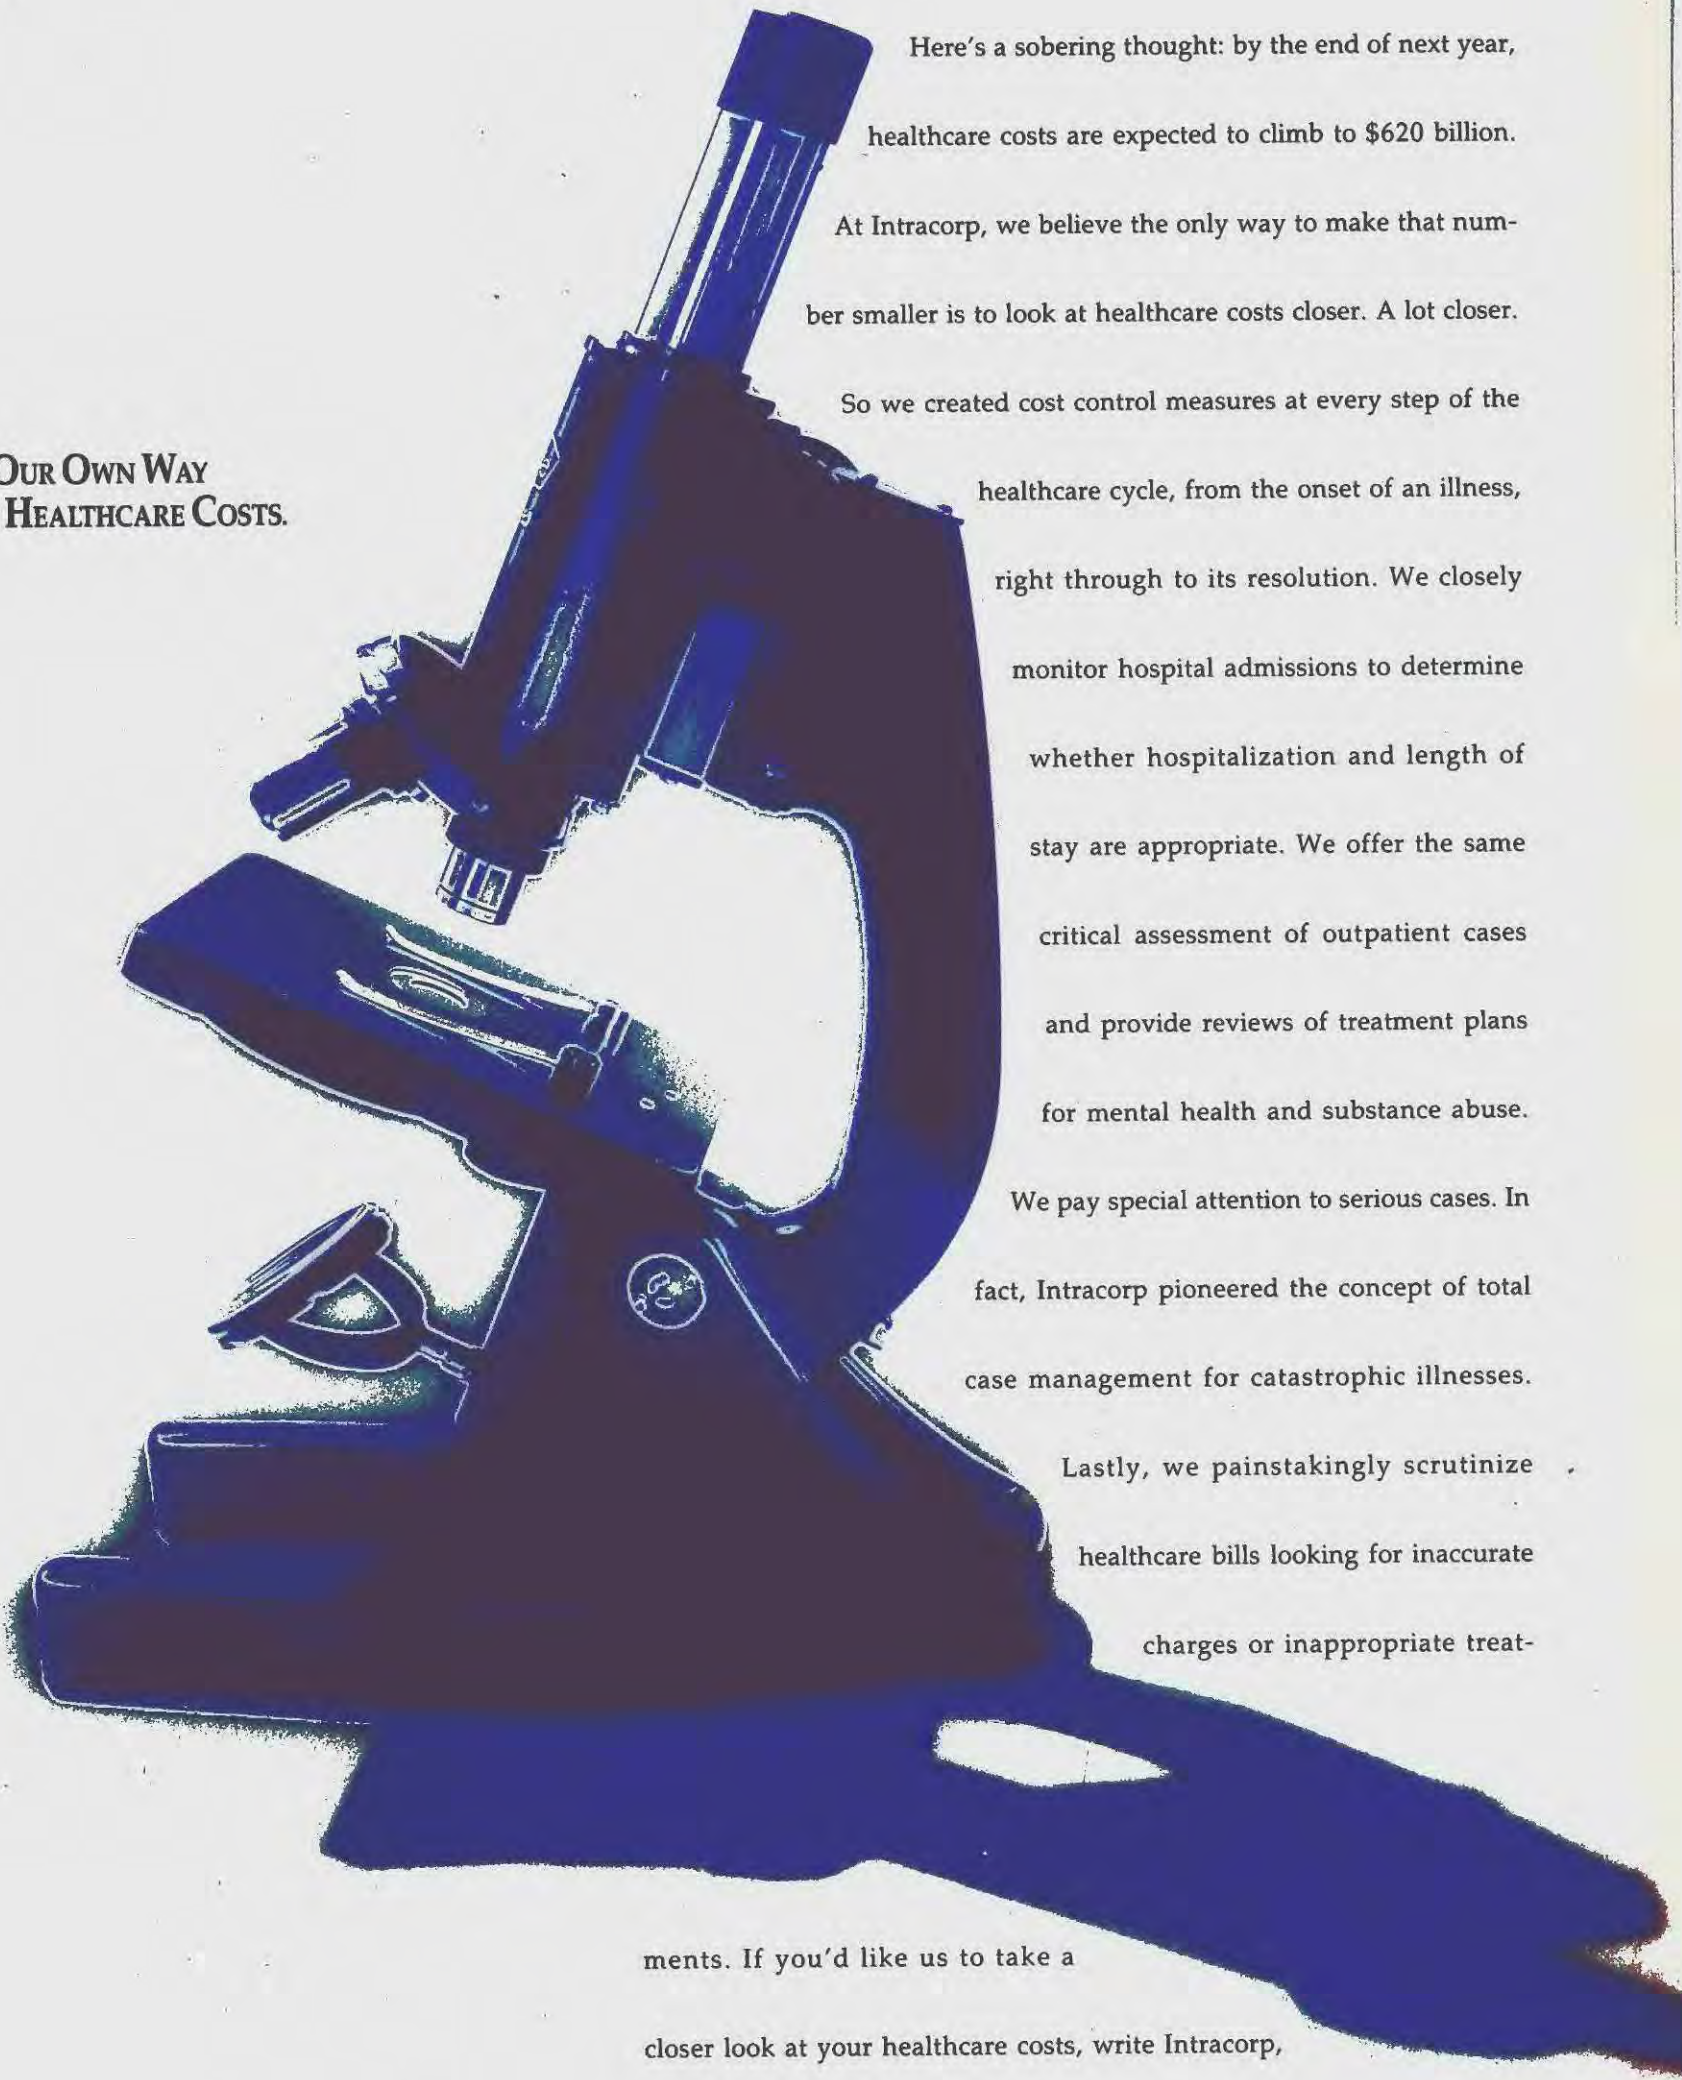 OUR OWN WAY
HEALTHCARE COSTS.
Here's a sobering thought: by the end of next year,
healthcare costs are expected to climb to $620 billion.
At Intracorp, we believe the only way to make that num-
ber smaller is to look at healthcare costs closer. A lot closer.
So we created cost control measures at every step of the
healthcare cycle, from the onset of an illness,
right through to its resolution. We closely
monitor hospital admissions to determine
whether hospitalization and length of
stay are appropriate. We offer the same
critical assessment of outpatient cases
and provide reviews of treatment plans
for mental health and substance abuse.
We pay special attention to serious cases. In
fact, Intracorp pioneered the concept of total
case management for catastrophic illnesses.
Lastly, we painstakingly scrutinize
healthcare bills looking for inaccurate
charges or inappropriate treat-
ments. If you'd like us to take a
closer look at your healthcare costs, write Intracorp,